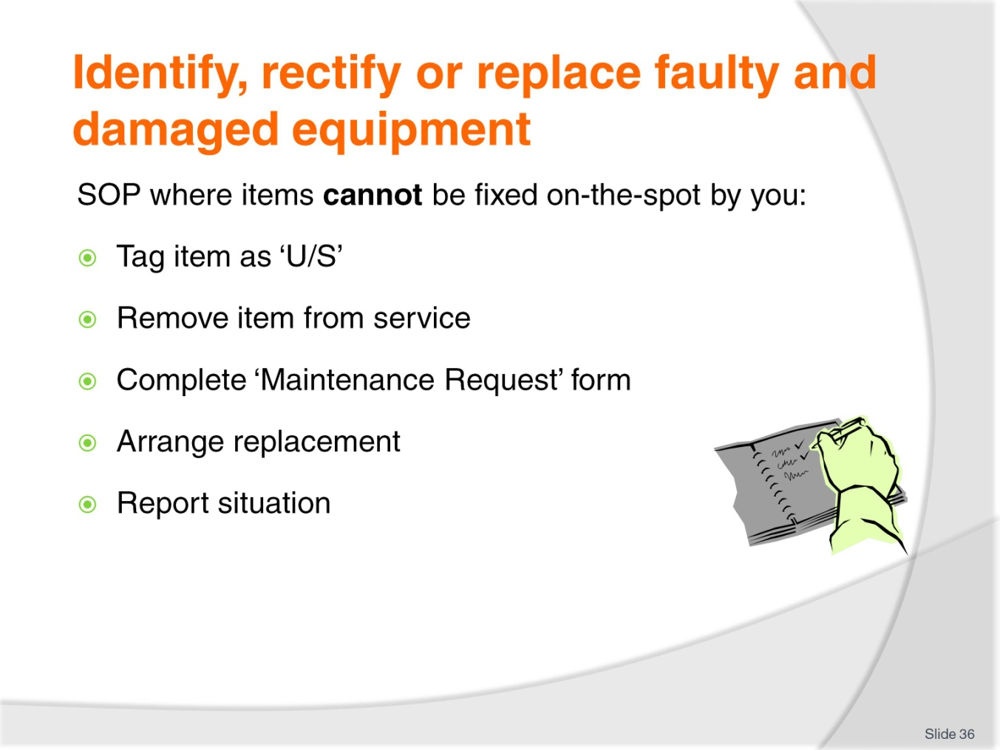 Identify, rectify or replace faulty and
damaged equipment
SOP where items cannot be fixed on-the-spot by you:
Tag item as ‘U/S’
Remove item from service
Complete ‘Maintenance Request’ form
Arrange replacement
Report situation
Slide 36